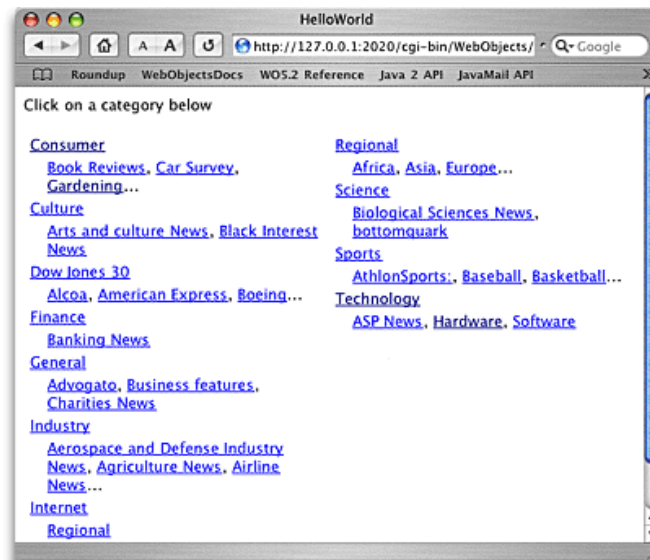 HelloWorld
A A http://127.0.0.1:2020/cgi-bin/WebObjects/ Q Google
Roundup WebObjectsDocs WO5.2 Reference Java 2 API JavaMail API
Click on a category below
Consumer
Book Reviews, Car Survey,
Gardening...
Culture
Arts and culture News, Black Interest
News
Dow Jones 30
Alcoa, American Express, Boeing...
Finance
Banking News
General
Advogato, Business features,
Charities News
Industry
Aerospace and Defense Industry
News, Agriculture News, Airline
News...
Internet
Regional
Regional
Africa, Asia, Europe...
Science
Biological Sciences News,
bottomquark
Sports
AthlonSports:, Baseball, Basketball...
Technology
ASP News, Hardware, Software